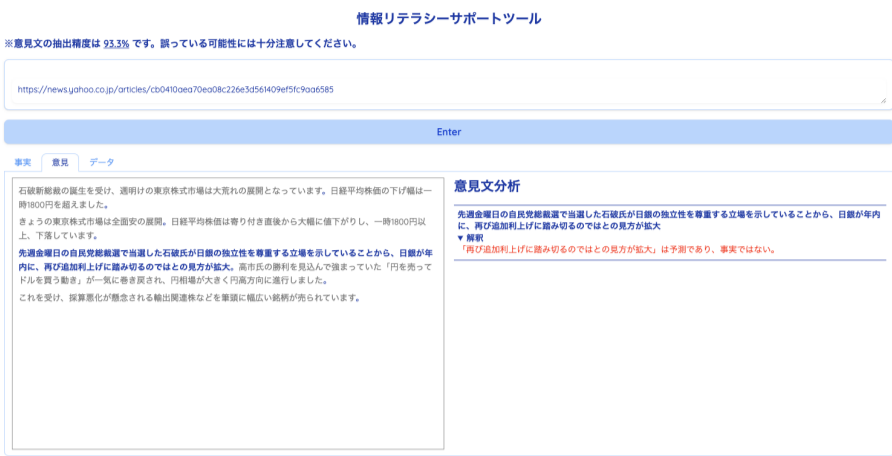 情報リテラシーサポートツール
※意見文の抽出精度は 93.3% です。誤っている可能性には十分注意してください。
https://news.yahoo.co.jp/articles/cb0410aea70ea08c226e3d561409ef5fc9aa6585
Enter
事実 意見 データ
石破新総裁の誕生を受け、週明けの東京株式市場は大荒れの展開となっています。日経平均株価の下げ幅は一
時1800円を超えました。
きょうの東京株式市場は全面安の展開。日経平均株価は寄り付き直後から大幅に値下がりし、一時1800円以
上、下落しています。
先週金曜日の自民党総裁選で当選した石破氏が日銀の独立性を尊重する立場を示していることから、日銀が年
内に、再び追加利上げに踏み切るのではとの見方が拡大。高市氏の勝利を見込んで強まっていた「円を売って
ドルを買う動き」が一気に巻き戻され、円相場が大きく円高方向に進行しました。
これを受け、採算悪化が懸念される輸出関連株などを筆頭に幅広い銘柄が売られています。
意見文分析
先週金曜日の自民党総裁選で当選した石破氏が日銀の独立性を尊重する立場を示していることから、日銀が年内
に、再び追加利上げに踏み切るのではとの見方が拡大
▼ 解釈
「再び追加利上げに踏み切るのではとの見方が拡大」は予測であり、事実ではない。